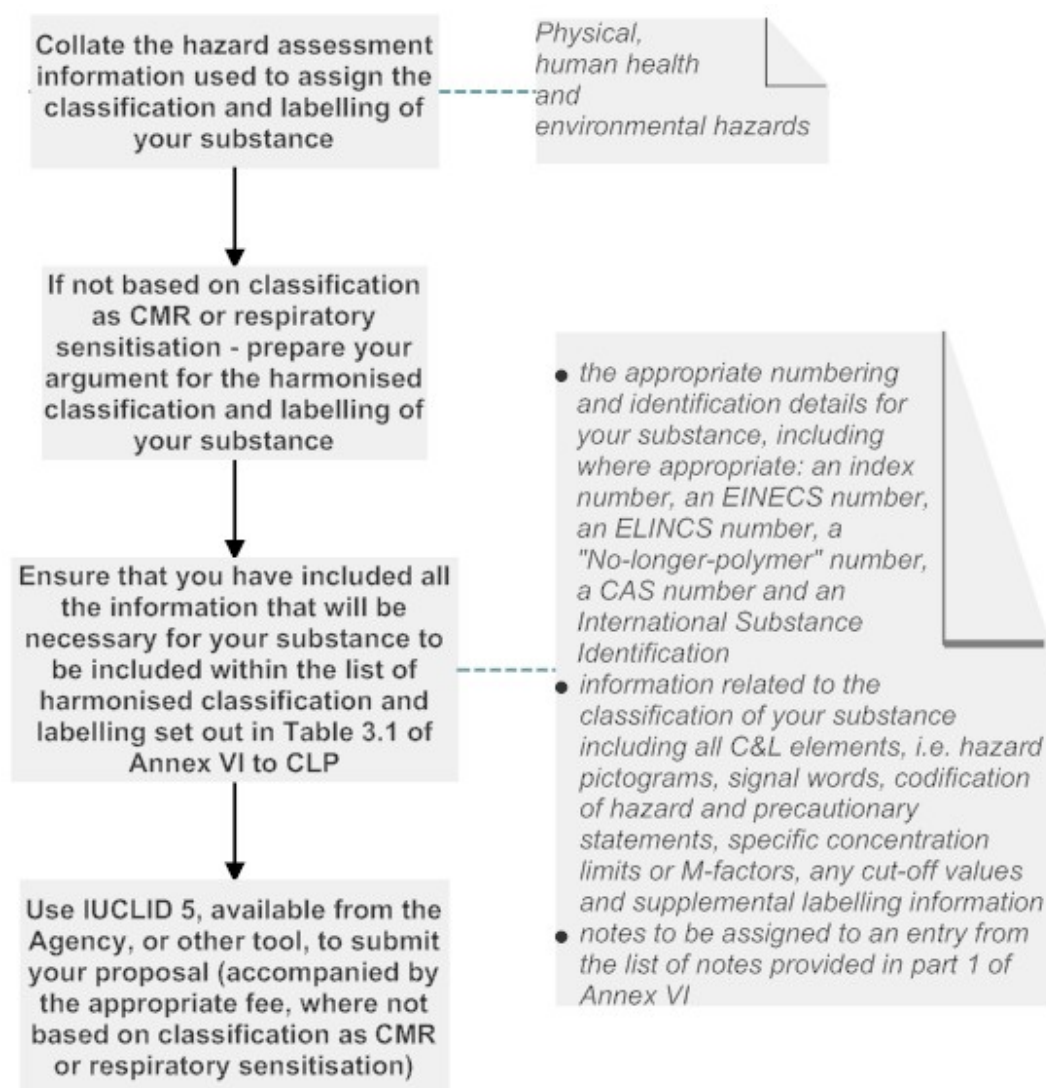 Collate the hazard assessment
information used to assign the
classification and labelling of
your substance
Physical,
human health
and
environmental hazards
If not based on classification
as CMR or respiratory
sensitisation - prepare your
argument for the harmonised
classification and labelling of
your substance
Ensure that you have included all
the information that will be
necessary for your substance to
be included within the list of
harmonised classification and
labelling set out in Table 3.1 of
Annex VI to CLP
● the appropriate numbering
and identification details for
your substance, including
where appropriate: an index
number, an EINECS number,
an ELINCS number, a
"No-longer-polymer" number,
a CAS number and an
International Substance
Identification
● information related to the
classification of your substance
including all C&L elements, i.e. hazard
pictograms, signal words, codification
of hazard and precautionary
statements, specific concentration
limits or M-factors, any cut-off values
and supplemental labelling information
● notes to be assigned to an entry from
the list of notes provided in part 1 of
Annex VI
Use IUCLID 5, available from the
Agency, or other tool, to submit
your proposal (accompanied by
the appropriate fee, where not
based on classification as CMR
or respiratory sensitisation)